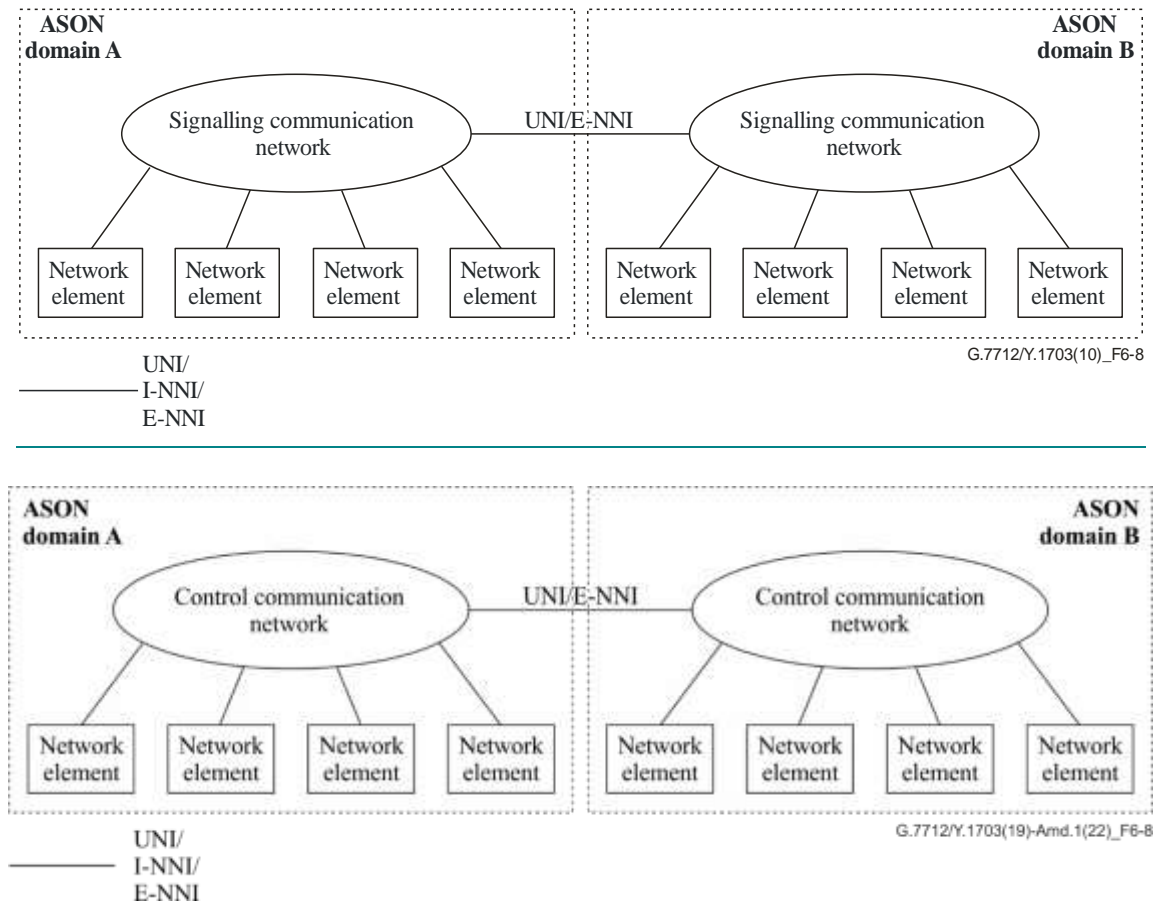 ASON
domain A
ASON
domain B
Signalling communication
network
UNI/E-NNI
Signalling communication
network
Network
element
Network
element
Network
element
Network
element
Network
element
Network
element
Network
element
Network
element
G.7712/Y.1703(10)_F6-8
UNI/
I-NNI/
E-NNI
ASON
domain A
ASON
domain B
Control communication
network
UNI/E-NNI
Control communication
network
Network
element
Network
element
Network
element
Network
element
Network
element
Network
element
Network
element
Network
element
G.7712/Y.1703(19)-Amd.1(22)_F6-8
UNI/
I-NNI/
E-NNI